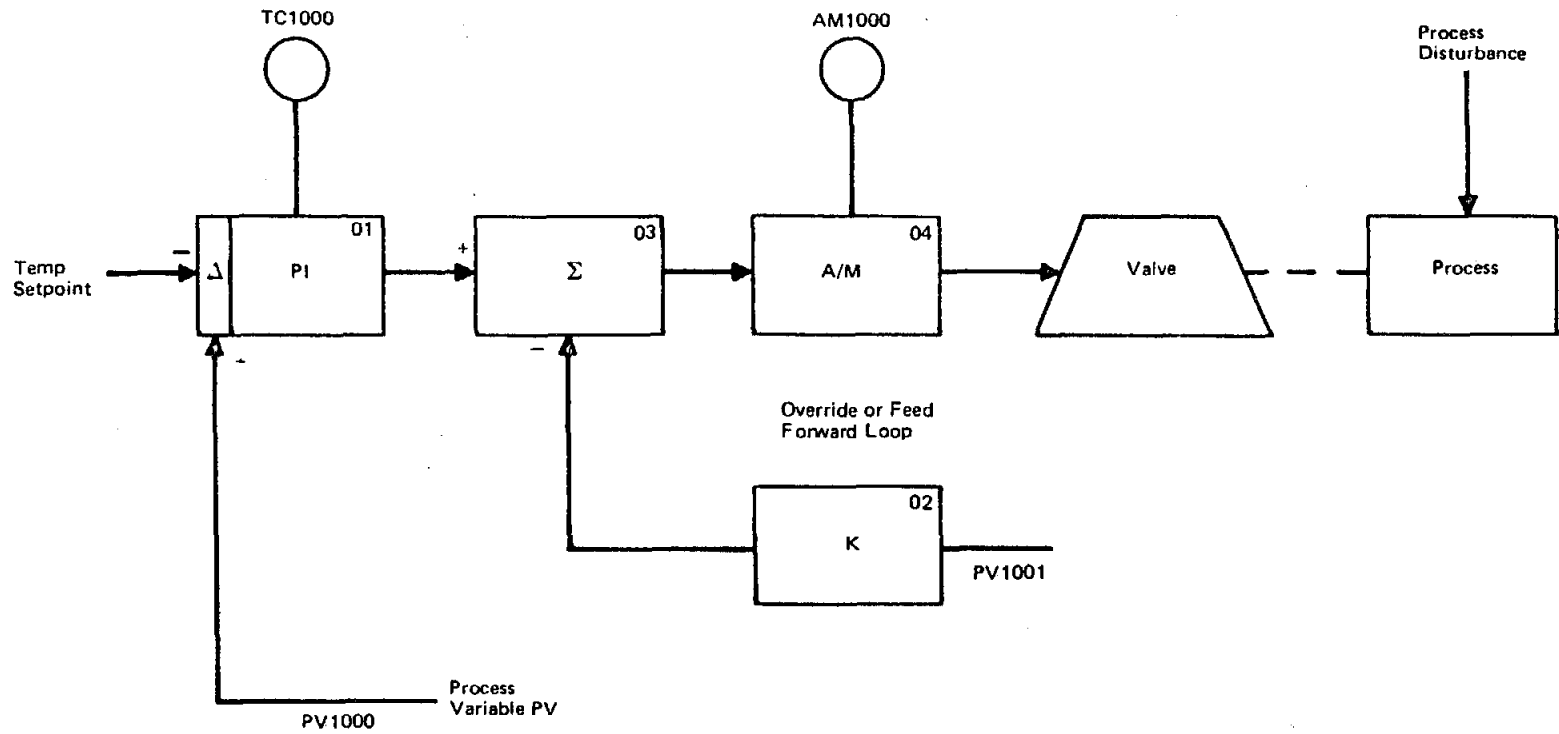 TC1000
AM1000
Process
Disturbance
01
03
04
−
+
Temp
Setpoint
Δ
PI
Σ
A/M
Valve
Process
+
−
Override or Feed
Forward Loop
02
K
PV1001
Process
Variable PV
PV1000